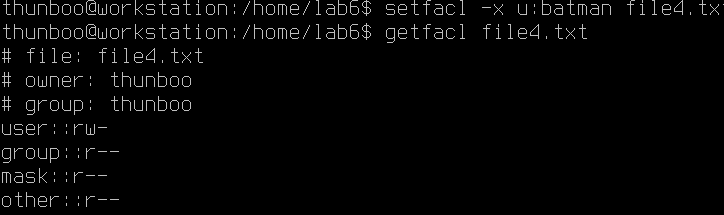 thunboo@workstation:/home/lab6$ setfacl -x u:batman file4.tx
thunboo@workstation:/home/lab6$ getfacl file4.txt
# file: file4.txt
# owner: thunboo
# group: thunboo
user::rw-
group::r--
mask::r--
other::r--